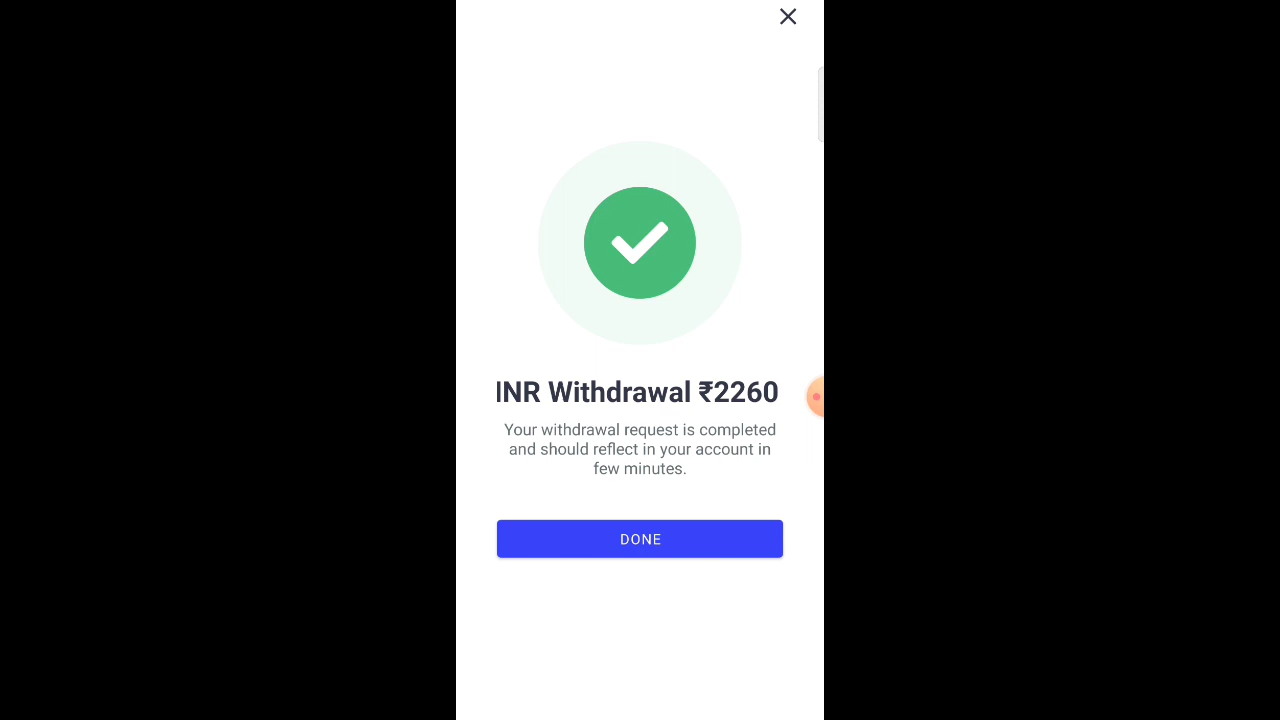 INR Withdrawal ₹2260
Your withdrawal request is completed
and should reflect in your account in
few minutes.
DONE